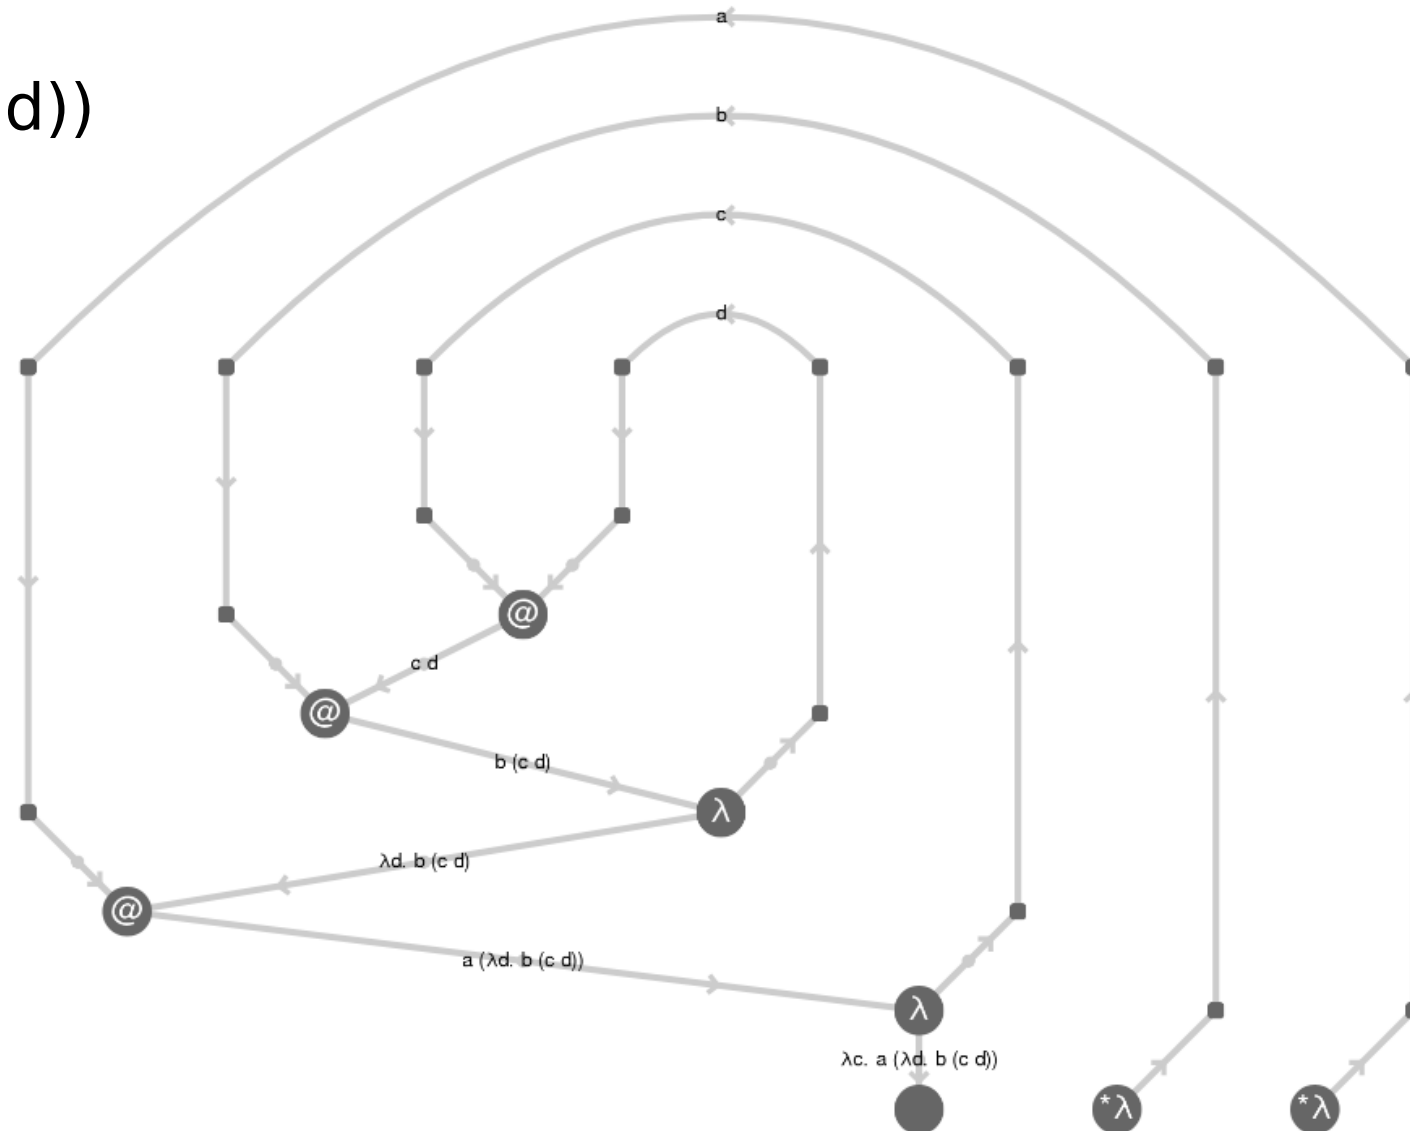 a
d))
b
c
d
@
c d
@
b (c d)
λ
λd. b (c d)
@
a (λd. b (c d))
λ
λc. a (λd. b (c d))
*λ
*λ